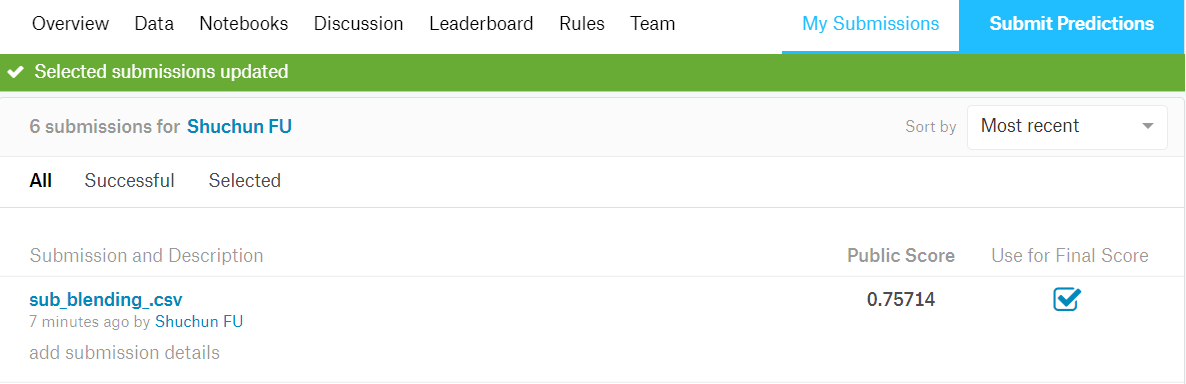 Overview Data Notebooks Discussion Leaderboard Rules Team My Submissions Submit Predictions
Selected submissions updated
6 submissions for Shuchun FU Sort by Most recent
All Successful Selected
Submission and Description Public Score Use for Final Score
sub_blending_.csv 0.75714
7 minutes ago by Shuchun FU
add submission details